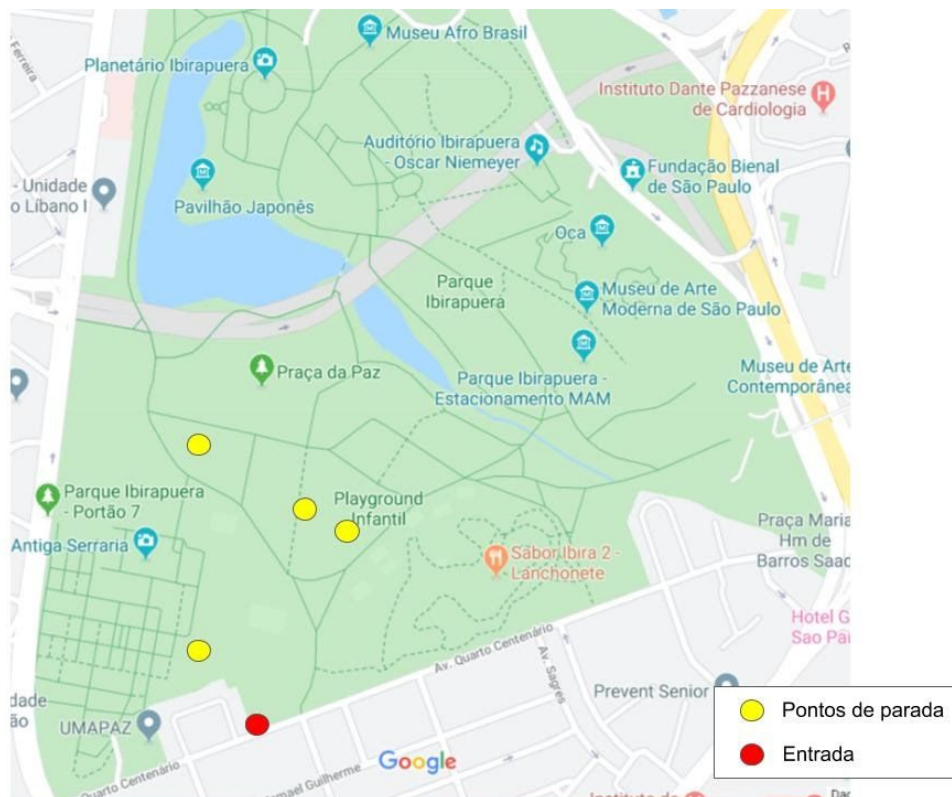 Museu Afro Brasil
Planetário Ibirapuera
Ferreira
Instituto Dante Pazzanese
de Cardiologia
Auditório Ibirapuera
- Oscar Niemeyer
Fundação Bienal
de São Paulo
- Unidade
o Líbano I
Pavilhão Japonês
Oca
Parque
Ibirapuera
Museu de Arte
Moderna de São Paulo
Praça da Paz
Parque Ibirapuera -
Estacionamento MAM
Museu de Arte
Contemporânea
Parque Ibirapuera
- Portão 7
Playground
Infantil
Antiga Serraria
Sabor Ibira 2 -
Lanchonete
Praça Maria
Hm de
Barros Saad
Hotel G
Sao Pau
Av. Quarto Centenário
Av. Sagres
Prevent Senior
dade
ão
UMAPAZ
Pontos de parada
Entrada
Google
Quarto Centenário
smael Guilherme
Instituto do